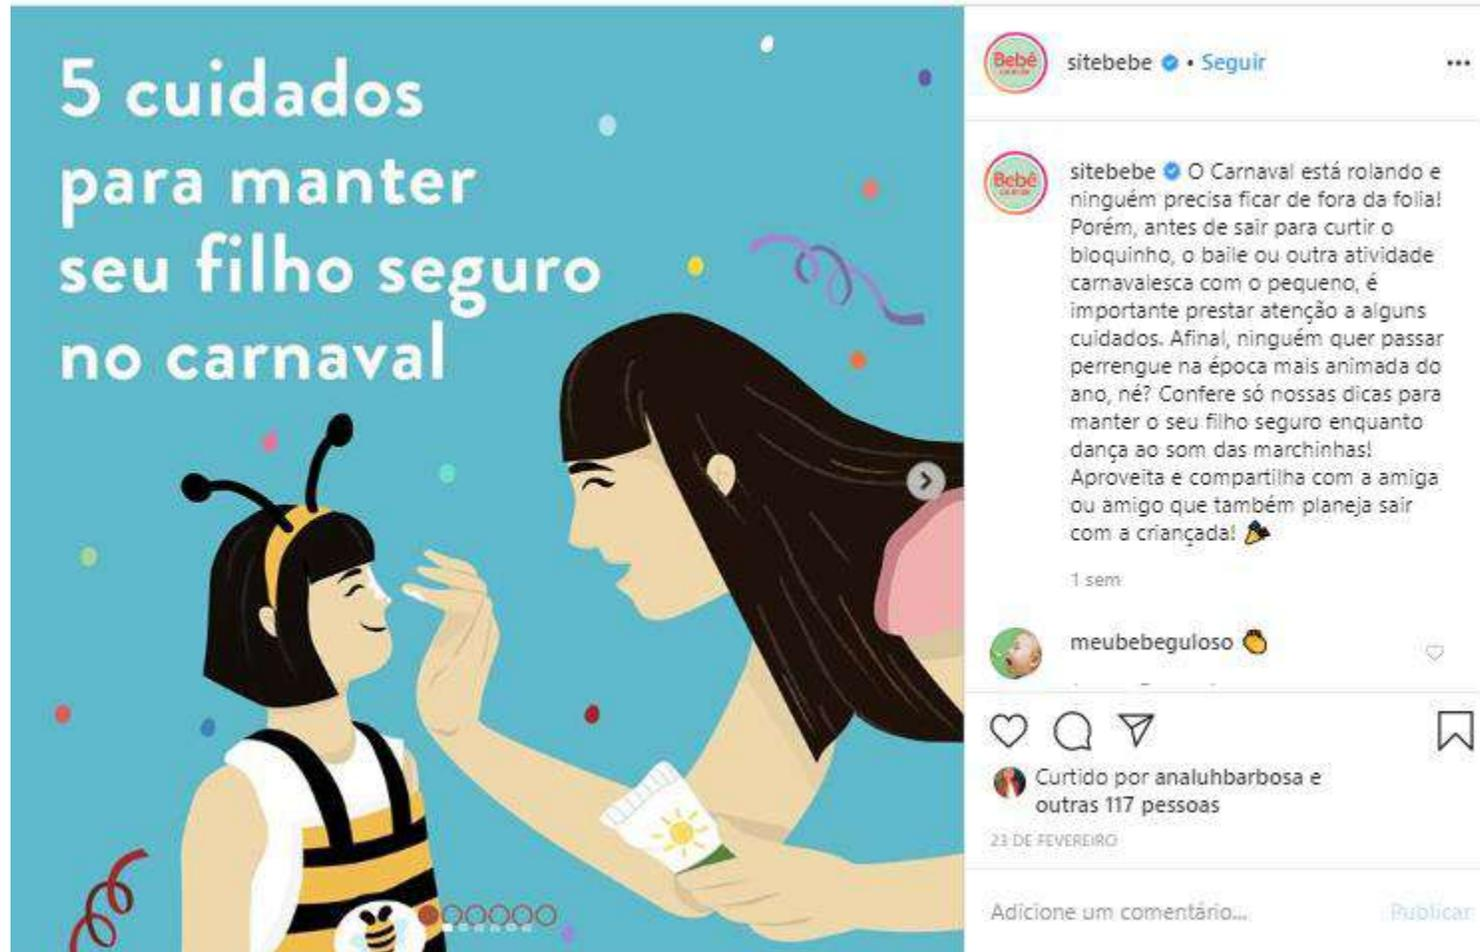 5 cuidados
para manter
seu filho seguro
no carnaval
Bebê
sitebebe • Seguir
Bebê
sitebebe O Carnaval está rolando e
ninguém precisa ficar de fora da folia!
Porém, antes de sair para curtir o
bloquinho, o baile ou outra atividade
carnavalesca com o pequeno, é
importante prestar atenção a alguns
cuidados. Afinal, ninguém quer passar
perrengue na época mais animada do
ano, né? Confere só nossas dicas para
manter o seu filho seguro enquanto
dança ao som das marchinhas!
Aproveita e compartilha com a amiga
ou amigo que também planeja sair
com a criançada! 🎉
1 sem
meubebeguloso 👏
Curtido por analuhbarbosa e
outras 117 pessoas
23 DE FEVEREIRO
Adicione um comentário...
Publicar